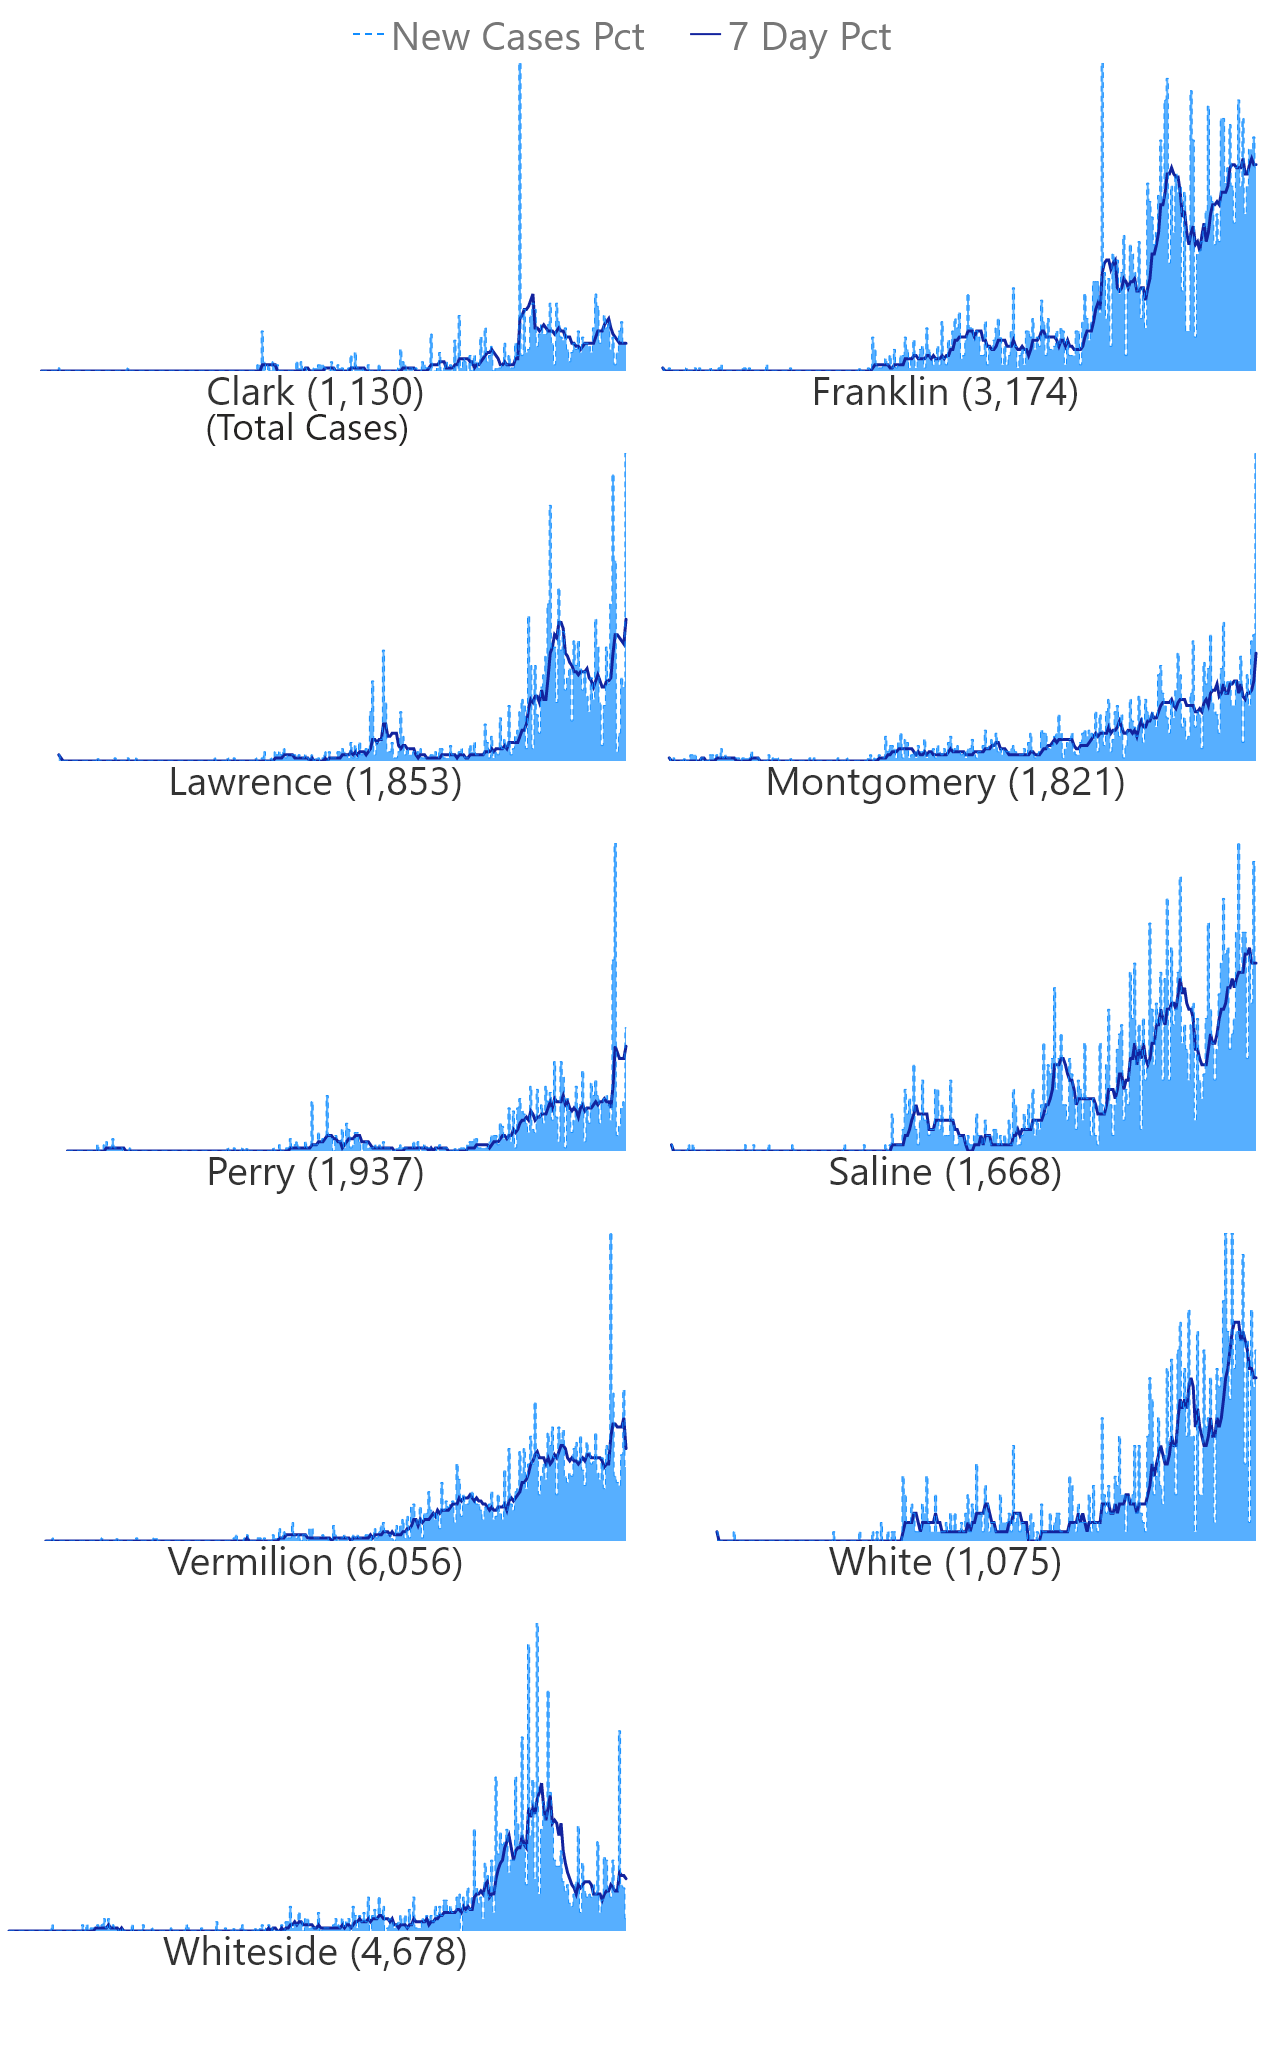 New Cases Pct 7 Day Pct
Clark (1,130)
(Total Cases)
Franklin (3,174)
Lawrence (1,853)
Montgomery (1,821)
Perry (1,937)
Saline (1,668)
Vermilion (6,056)
White (1,075)
Whiteside (4,678)